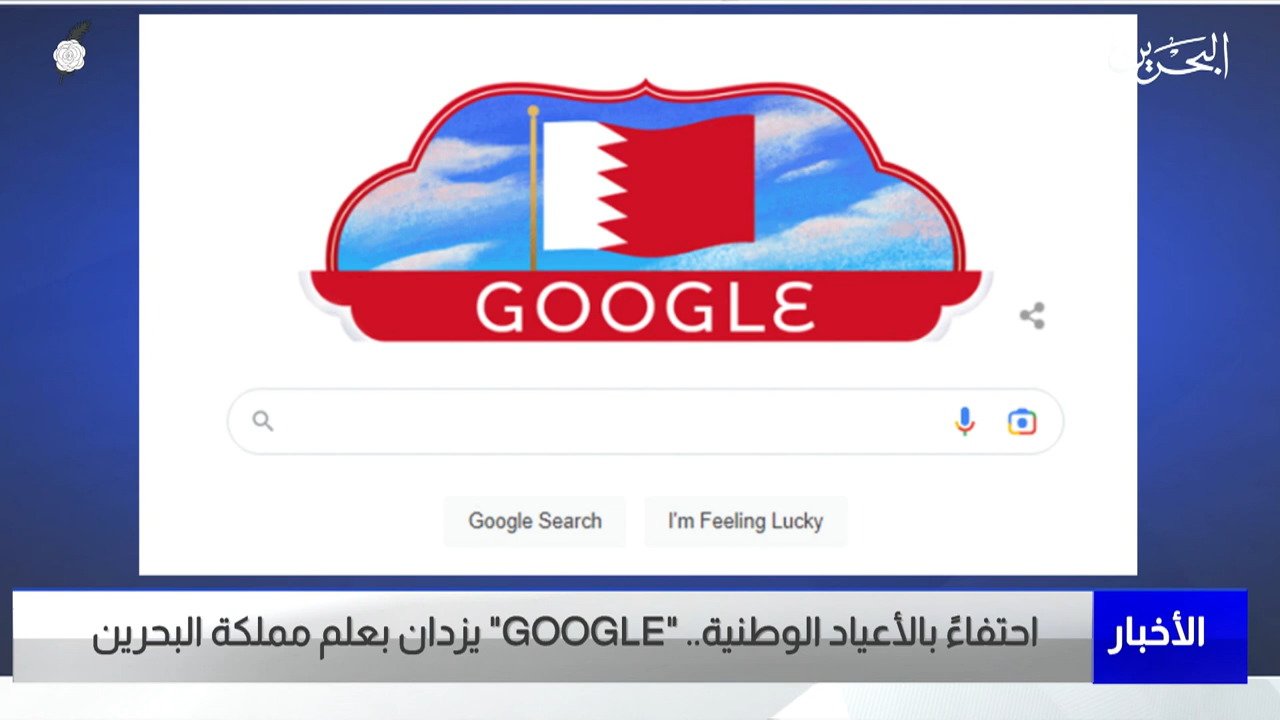 البحرين
GOOGLE
Google Search
I'm Feeling Lucky
الأخبار
احتفاءً بالأعياد الوطنية.. "GOOGLE" يزدان بعلم مملكة البحرين